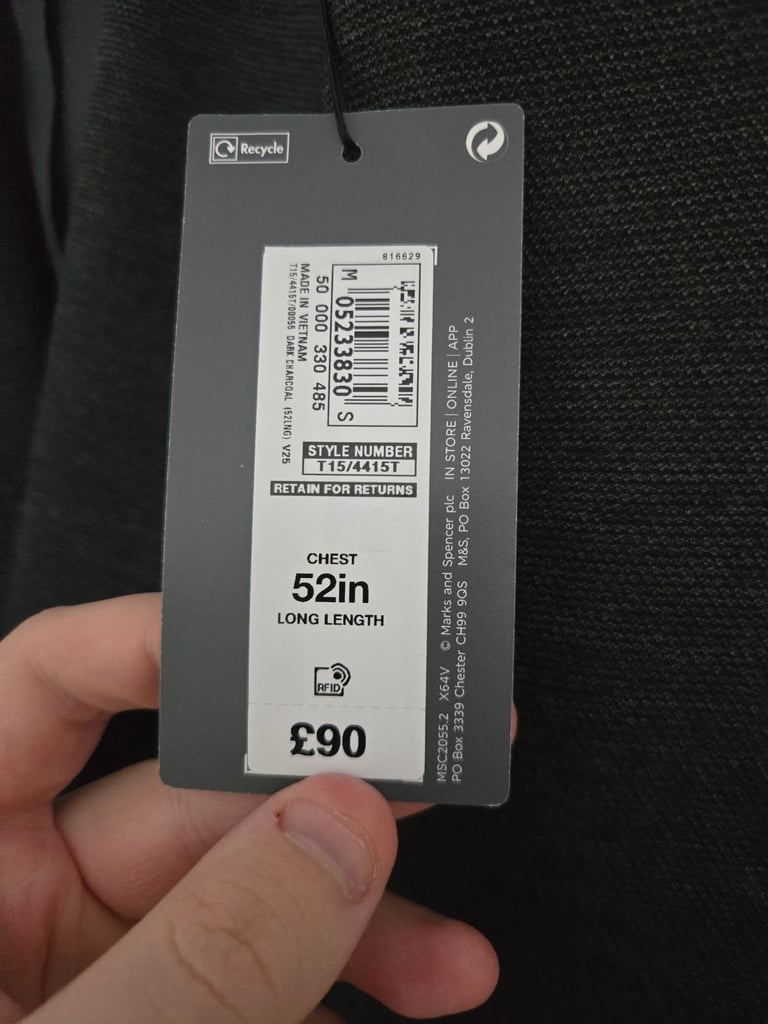 Recycle
816629
M 05233830 S
50 000 330 485
MADE IN VIETNAM
T15/4415T/00055 DARK CHARCOAL (52LNG) V25
STYLE NUMBER
T15/4415T
RETAIN FOR RETURNS
CHEST
52in
LONG LENGTH
RFID
£90
MSC2055.2 X64V © Marks and Spencer plc IN STORE | ONLINE | APP
PO Box 3339 Chester CH99 9QS M&S, PO Box 13022 Ravensdale, Dublin 2